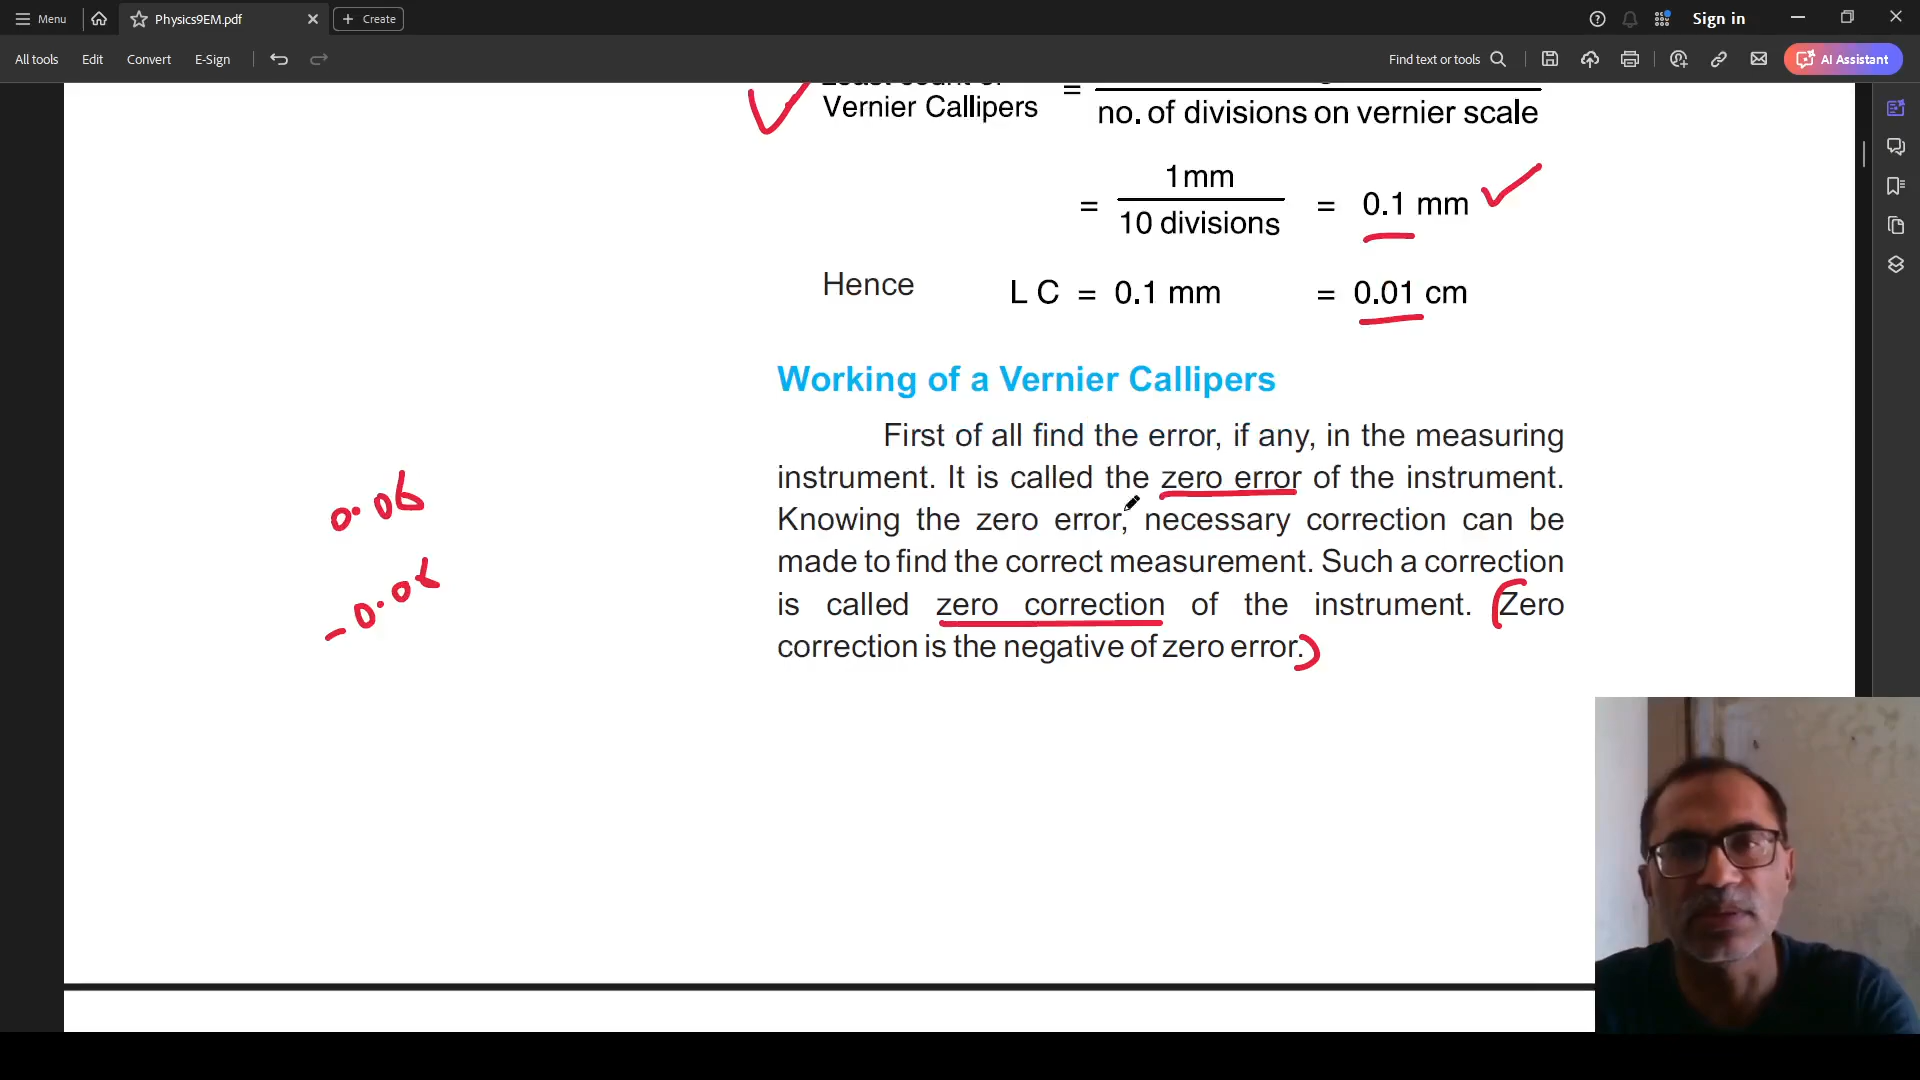 Menu
Physics9EM.pdf
Create
Sign in
All tools
Edit
Convert
E-Sign
Find text or tools
AI Assistant
Vernier Callipers = no. of divisions on vernier scale
= 1mm / 10 divisions = 0.1 mm
Hence L C = 0.1 mm = 0.01 cm
Working of a Vernier Callipers
First of all find the error, if any, in the measuring
instrument. It is called the zero error of the instrument.
Knowing the zero error, necessary correction can be
made to find the correct measurement. Such a correction
is called zero correction of the instrument. (Zero
correction is the negative of zero error.)
0.06
-0.06